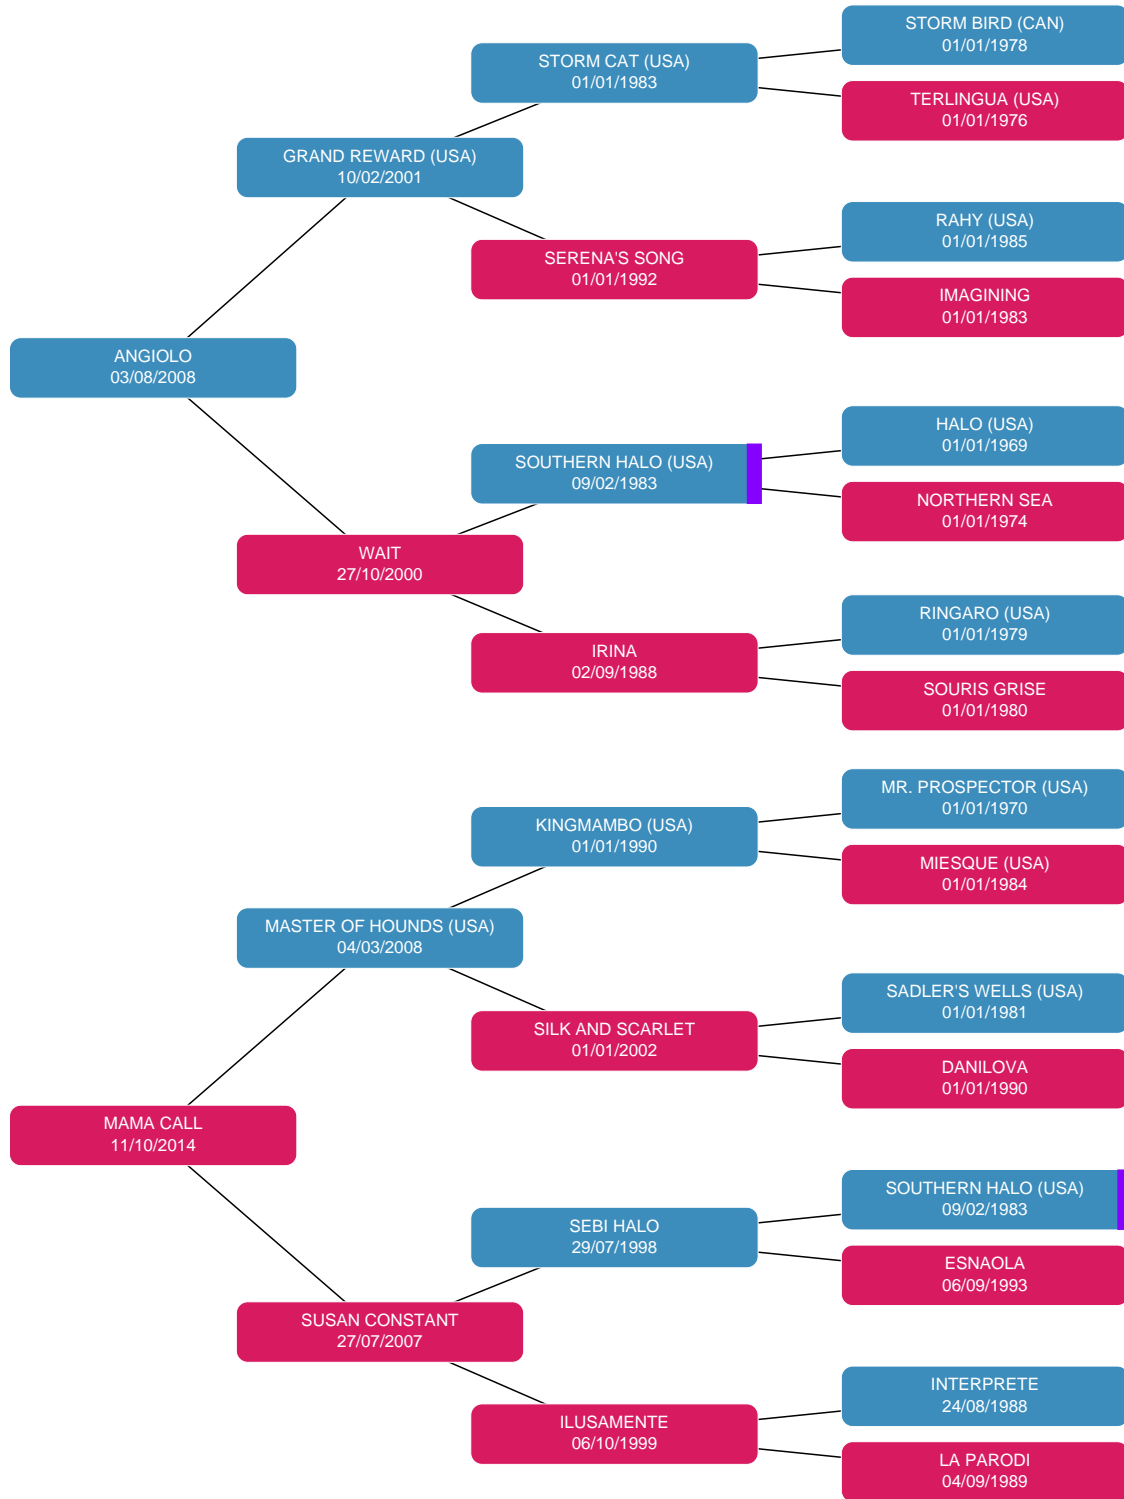 STORM BIRD (CAN)
01/01/1978
STORM CAT (USA)
01/01/1983
TERLINGUA (USA)
01/01/1976
GRAND REWARD (USA)
10/02/2001
RAHY (USA)
01/01/1985
SERENA'S SONG
01/01/1992
IMAGINING
01/01/1983
ANGIOLO
03/08/2008
HALO (USA)
01/01/1969
SOUTHERN HALO (USA)
09/02/1983
NORTHERN SEA
01/01/1974
WAIT
27/10/2000
RINGARO (USA)
01/01/1979
IRINA
02/09/1988
SOURIS GRISE
01/01/1980
MR. PROSPECTOR (USA)
01/01/1970
KINGMAMBO (USA)
01/01/1990
MIESQUE (USA)
01/01/1984
MASTER OF HOUNDS (USA)
04/03/2008
SADLER'S WELLS (USA)
01/01/1981
SILK AND SCARLET
01/01/2002
DANILOVA
01/01/1990
MAMA CALL
11/10/2014
SOUTHERN HALO (USA)
09/02/1983
SEBI HALO
29/07/1998
ESNAOLA
06/09/1993
SUSAN CONSTANT
27/07/2007
INTERPRETE
24/08/1988
ILUSAMENTE
06/10/1999
LA PARODI
04/09/1989